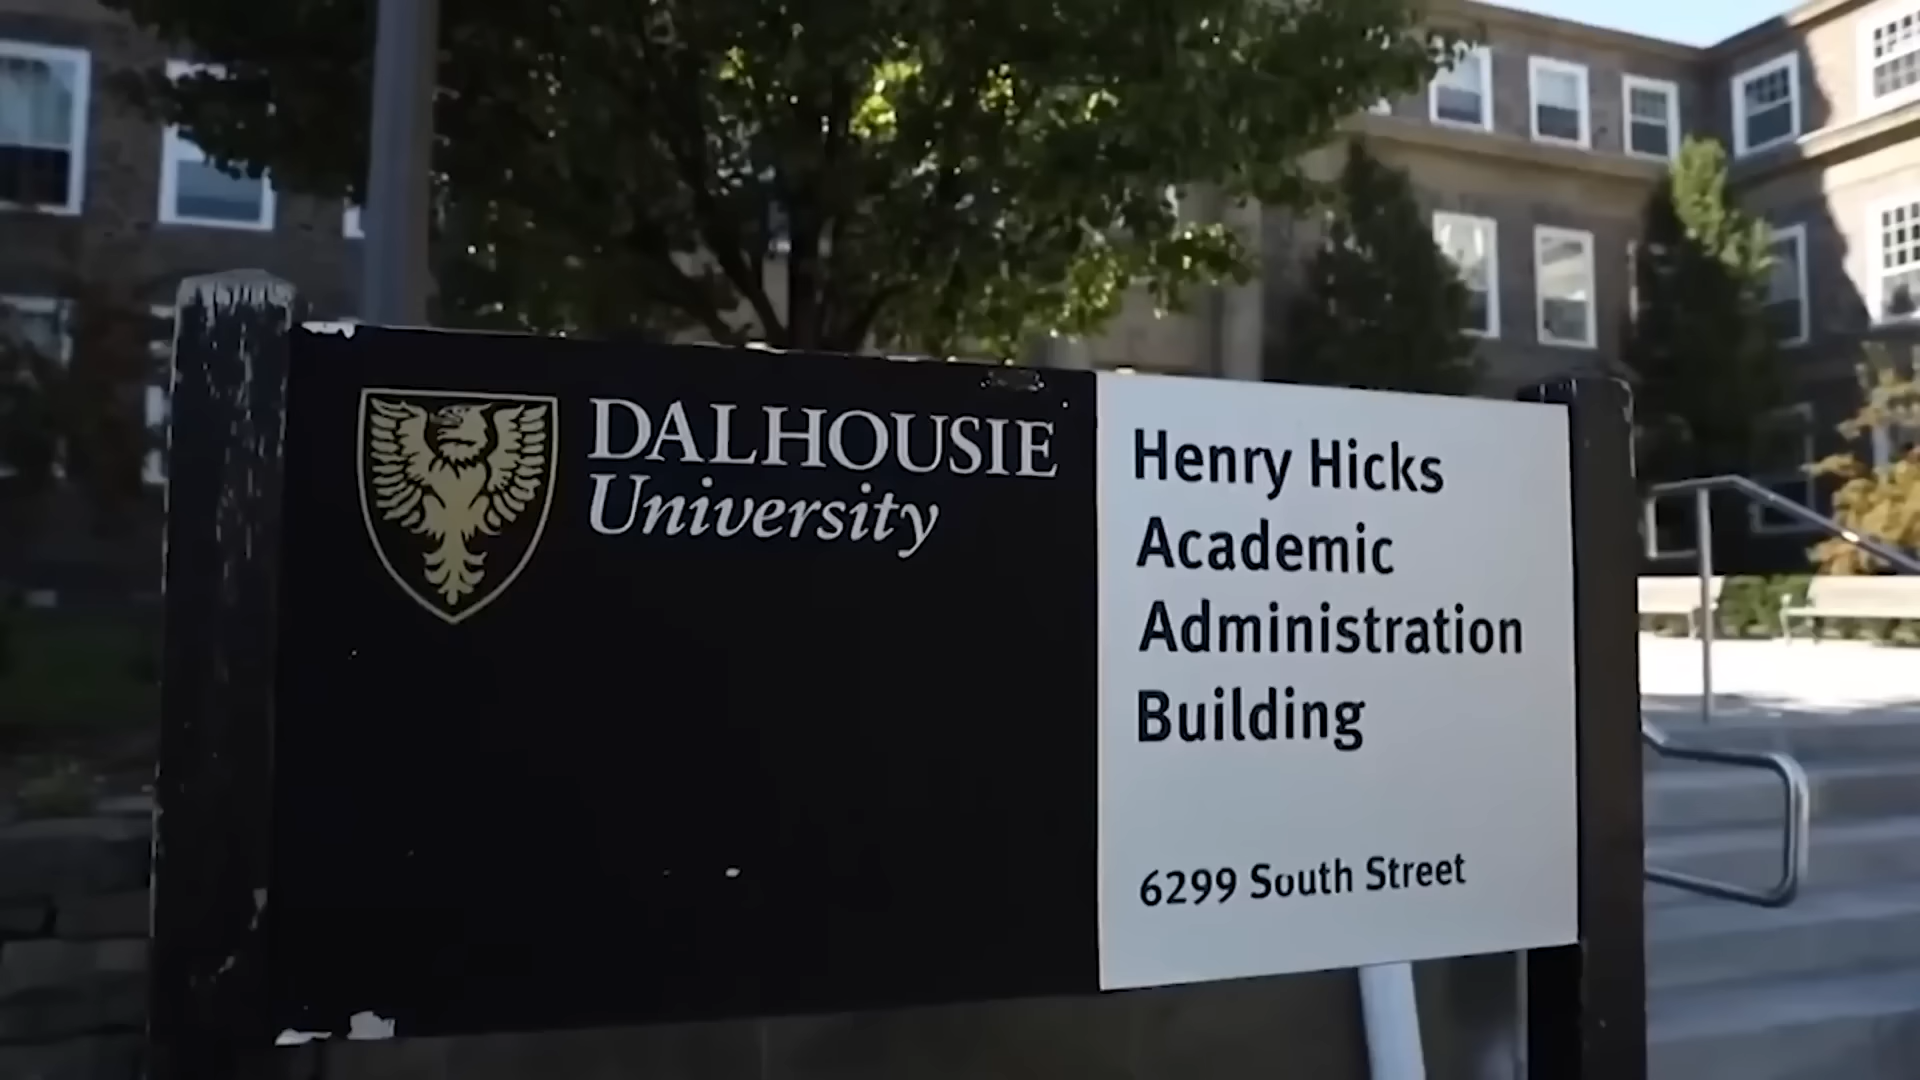 DALHOUSIE
University
Henry Hicks
Academic
Administration
Building
6299 South Street